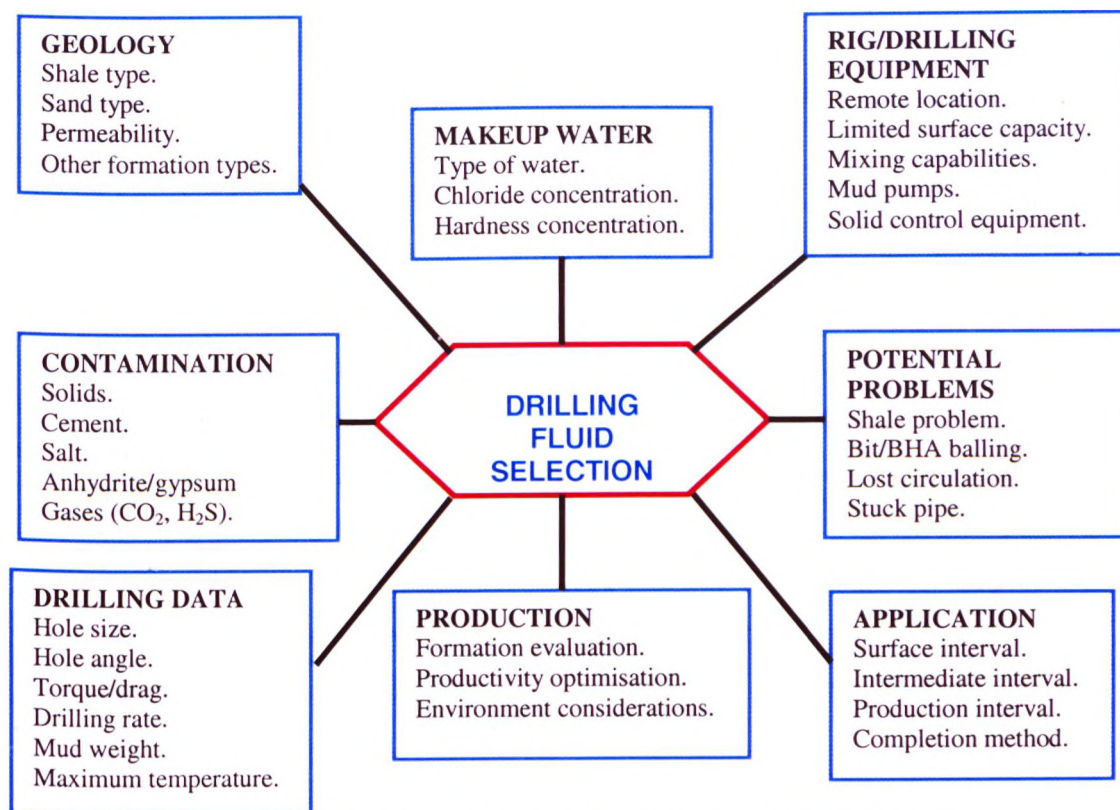 GEOLOGY
Shale type.
Sand type.
Permeability.
Other formation types.
MAKEUP WATER
Type of water.
Chloride concentration.
Hardness concentration.
RIG/DRILLING
EQUIPMENT
Remote location.
Limited surface capacity.
Mixing capabilities.
Mud pumps.
Solid control equipment.
CONTAMINATION
Solids.
Cement.
Salt.
Anhydrite/gypsum
Gases (CO₂, H₂S).
DRILLING
FLUID
SELECTION
POTENTIAL
PROBLEMS
Shale problem.
Bit/BHA balling.
Lost circulation.
Stuck pipe.
DRILLING DATA
Hole size.
Hole angle.
Torque/drag.
Drilling rate.
Mud weight.
Maximum temperature.
PRODUCTION
Formation evaluation.
Productivity optimisation.
Environment considerations.
APPLICATION
Surface interval.
Intermediate interval.
Production interval.
Completion method.